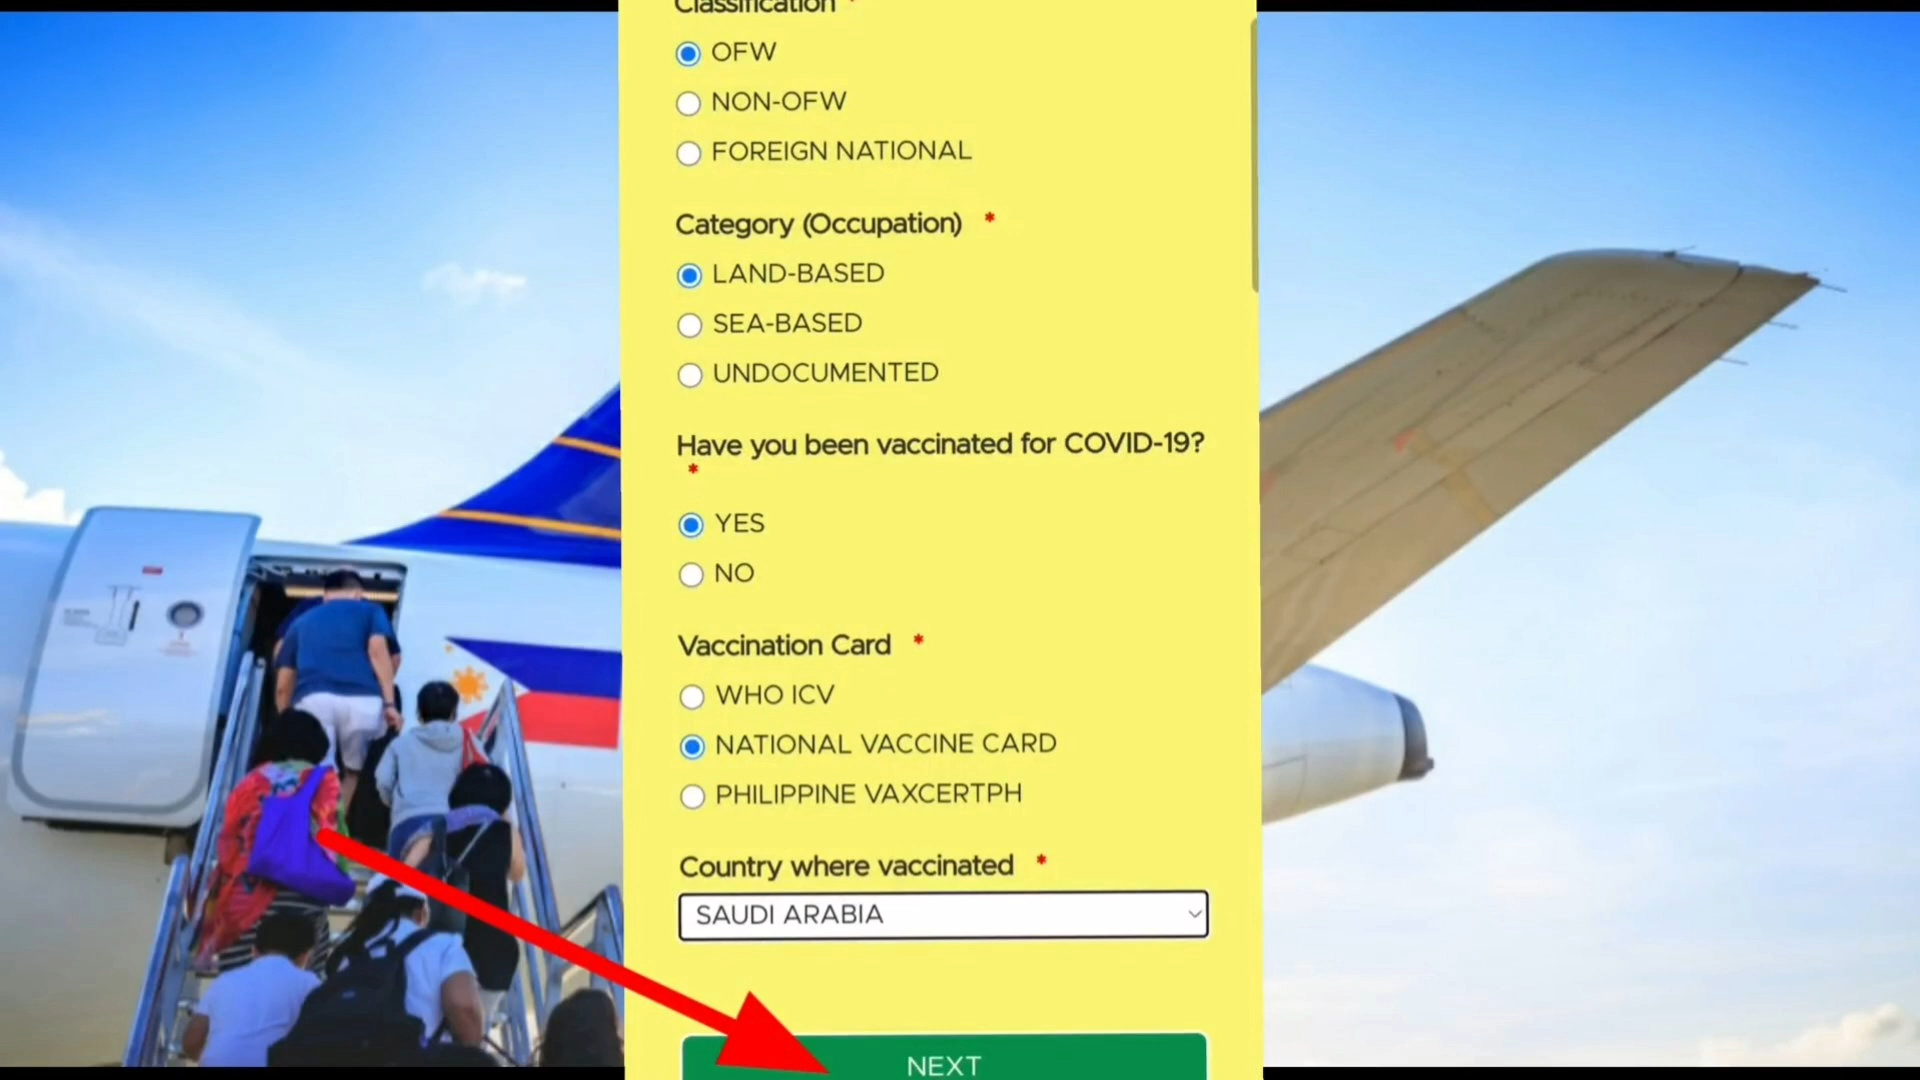 Classification *
OFW
NON-OFW
FOREIGN NATIONAL
Category (Occupation) *
LAND-BASED
SEA-BASED
UNDOCUMENTED
Have you been vaccinated for COVID-19?
*
YES
NO
Vaccination Card *
WHO ICV
NATIONAL VACCINE CARD
PHILIPPINE VAXCERTPH
Country where vaccinated *
SAUDI ARABIA
NEXT